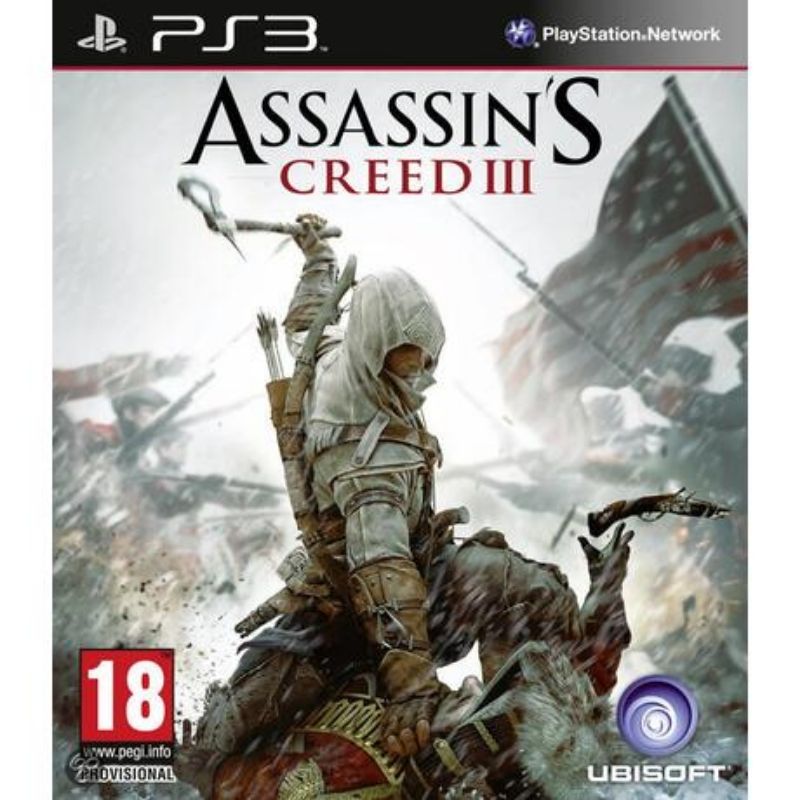 PS3
PlayStation®Network
ASSASSIN'S
CREED III
18
www.pegi.info
PROVISIONAL
UBISOFT